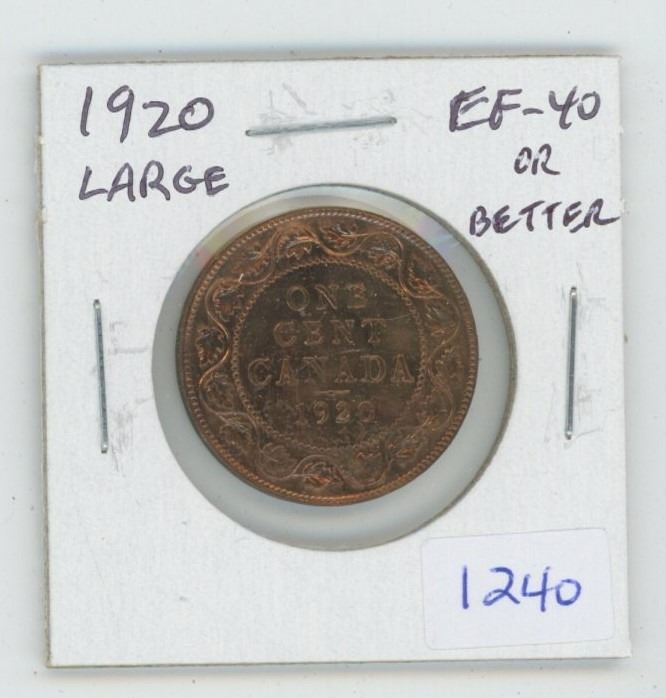 1920
LARGE
EF-40
OR
BETTER
ONE
CENT
CANADA
1920
1240